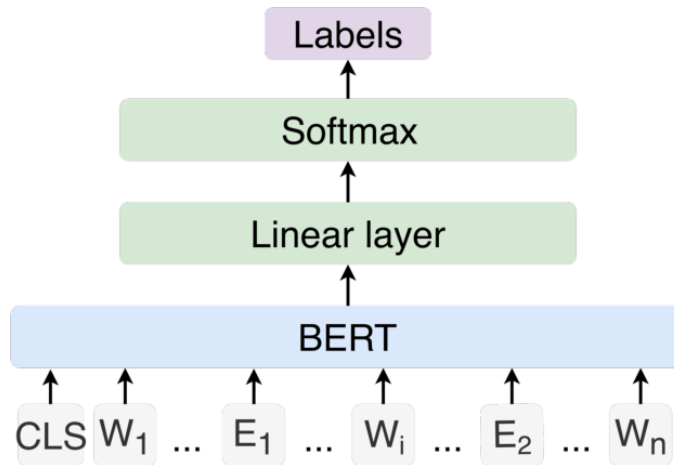 Labels
Softmax
Linear layer
BERT
CLS W₁ ... E₁ ... Wᵢ ... E₂ ... Wₙ